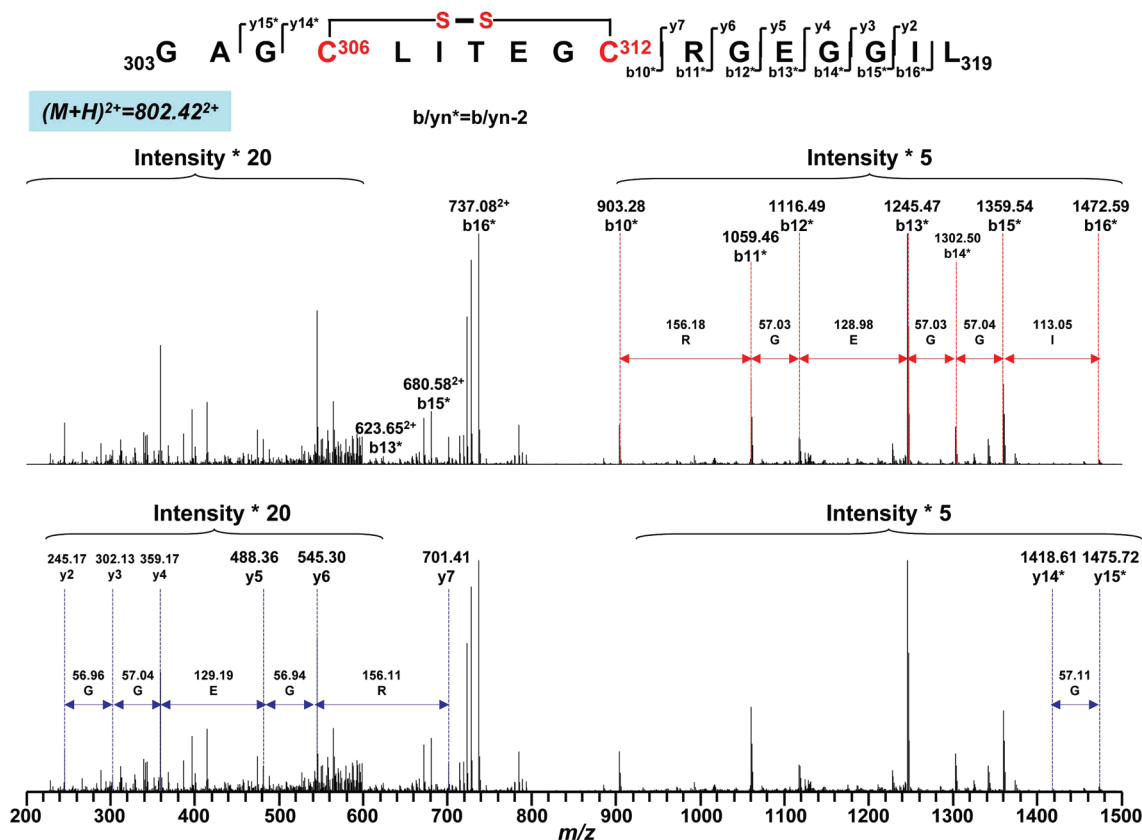 S – S
y15* y14* y7 y6 y5 y4 y3 y2
303G A G C306 L I T E G C312 R G E G G I L319
b10* b11* b12* b13* b14* b15* b16*
(M+H)2+=802.422+
b/yn*=b/yn-2
Intensity * 20 Intensity * 5
737.082+ 903.28 1116.49 1245.47 1359.54 1472.59
b16* b10* b12* b13* b15* b16*
1059.46 1302.50
b11* b14*
156.18 57.03 128.98 57.03 57.04 113.05
R G E G G I
680.582+
b15*
623.652+
b13*
Intensity * 20 Intensity * 5
245.17 302.13 359.17 488.36 545.30 701.41 1418.61 1475.72
y2 y3 y4 y5 y6 y7 y14* y15*
56.96 57.04 129.19 56.94 156.11 57.11
G G E G R G
200 300 400 500 600 700 800 900 1000 1100 1200 1300 1400 1500
m/z